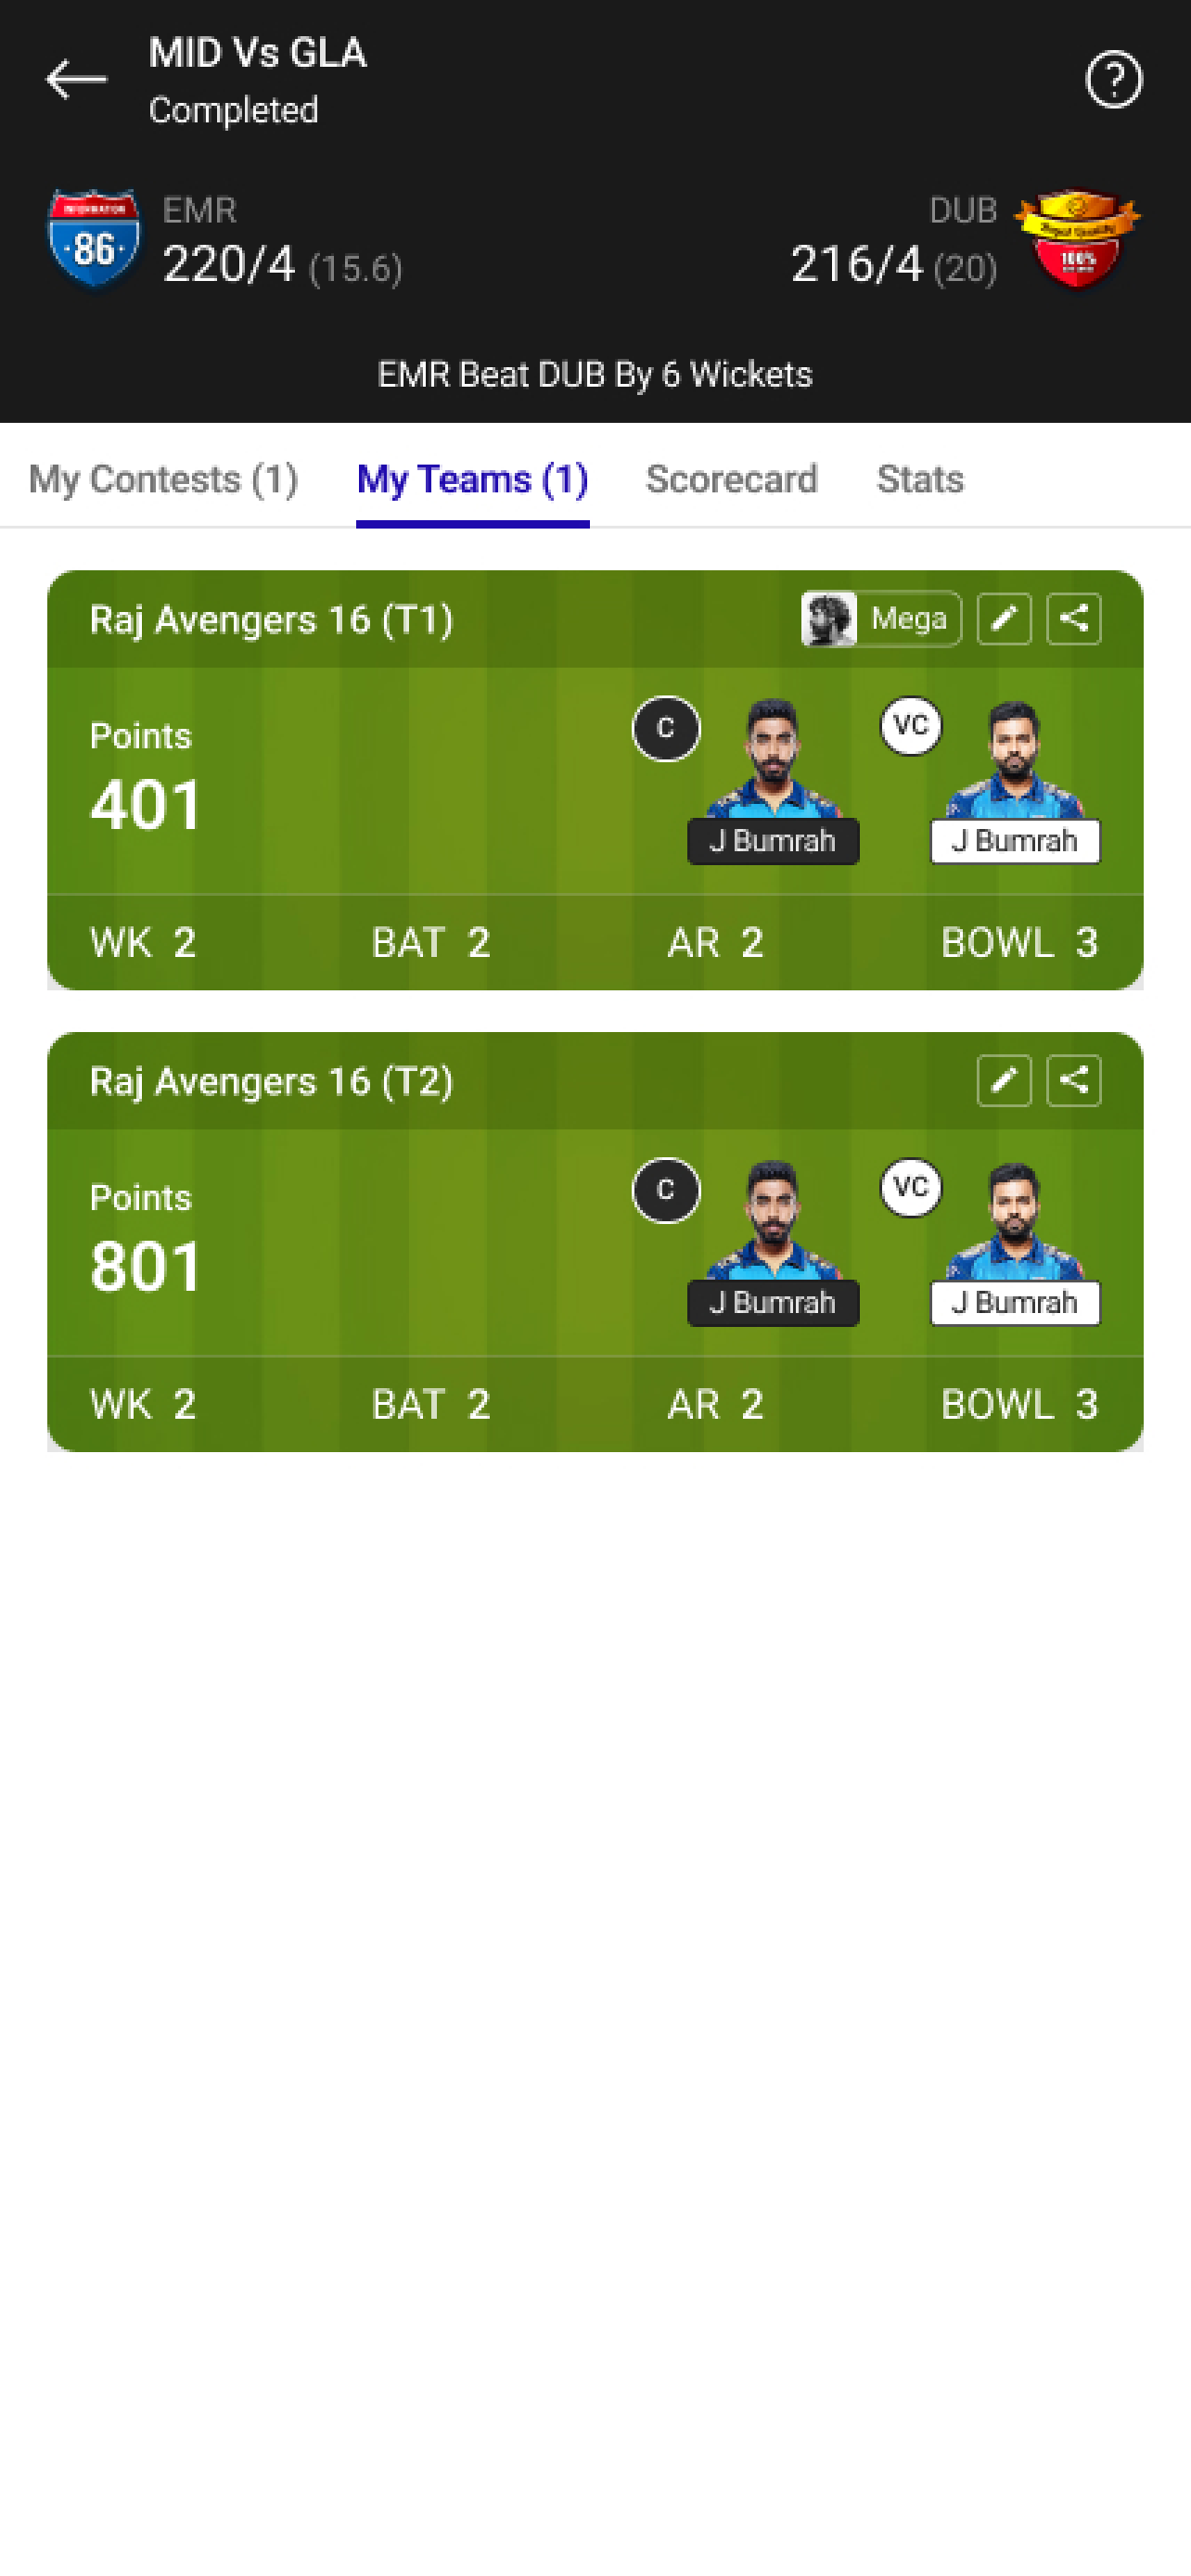 MID Vs GLA
Completed
EMR
220/4 (15.6)
DUB
216/4 (20)
86
100%
EMR Beat DUB By 6 Wickets
My Contests (1) My Teams (1) Scorecard Stats
Raj Avengers 16 (T1) Mega
Points
401
C VC
J Bumrah J Bumrah
WK 2 BAT 2 AR 2 BOWL 3
Raj Avengers 16 (T2)
Points
801
C VC
J Bumrah J Bumrah
WK 2 BAT 2 AR 2 BOWL 3